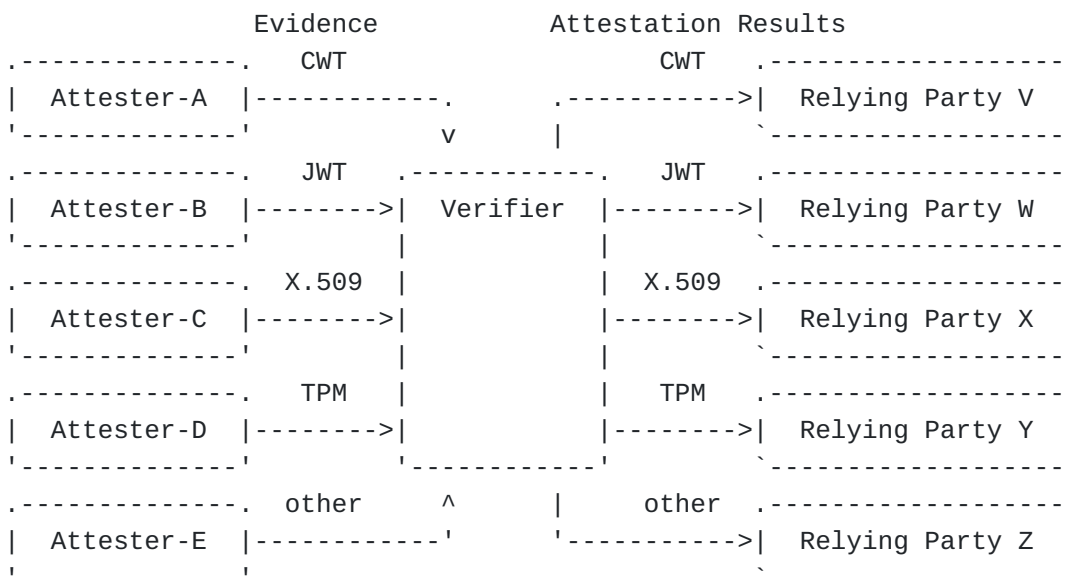 Evidence           Attestation Results
.--------------.   CWT                    CWT   .-------------------
|  Attester-A  |------------.      .----------->|  Relying Party V
'--------------'            v      |            `-------------------
.--------------.   JWT   .------------.   JWT   .-------------------
|  Attester-B  |-------->|  Verifier  |-------->|  Relying Party W
'--------------'         |            |         `-------------------
.--------------.  X.509  |            |  X.509  .-------------------
|  Attester-C  |-------->|            |-------->|  Relying Party X
'--------------'         |            |         `-------------------
.--------------.   TPM   |            |   TPM   .-------------------
|  Attester-D  |-------->|            |-------->|  Relying Party Y
'--------------'         '------------'         `-------------------
.--------------.  other     ^      |     other  .-------------------
|  Attester-E  |------------'      '----------->|  Relying Party Z
'              '                                `